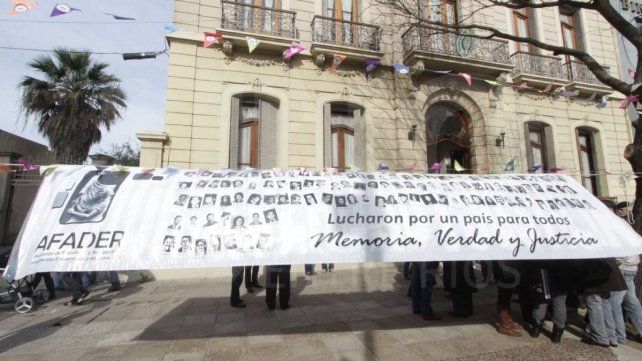 AFADER
Lucharon por un país para todos
Memoria, Verdad y Justicia